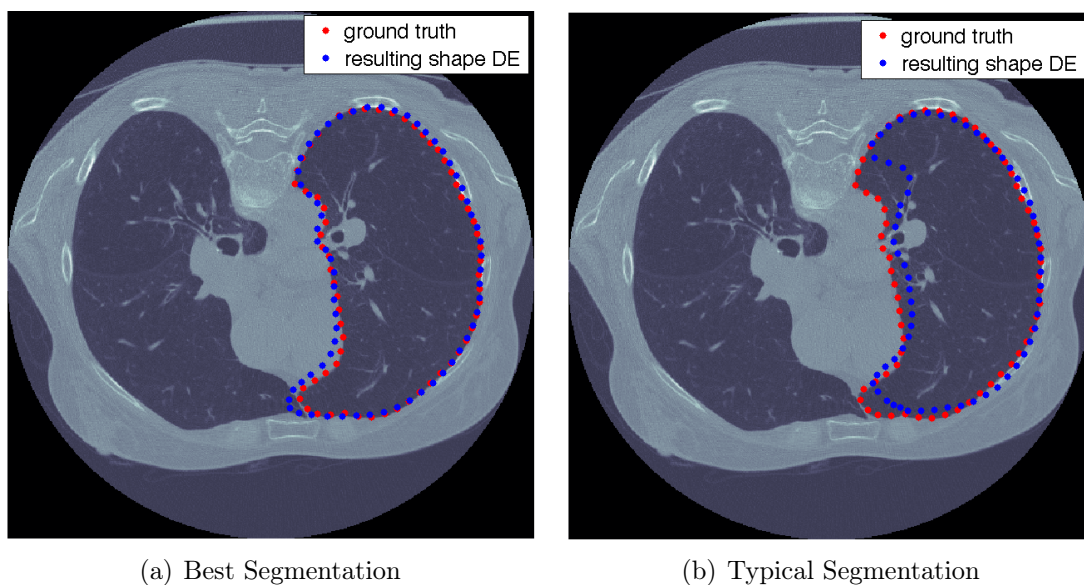 ground truth
resulting shape DE
ground truth
resulting shape DE
(a) Best Segmentation
(b) Typical Segmentation